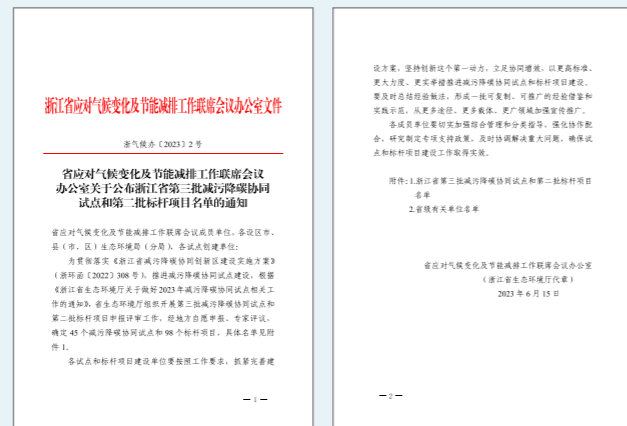 浙江省应对气候变化及节能减排工作联席会议办公室文件
浙气候办〔2023〕2号
省应对气候变化及节能减排工作联席会议
办公室关于公布浙江省第三批减污降碳协同
试点和第二批标杆项目名单的通知
省应对气候变化及节能减排工作联席会议成员单位，各设区市、
县（市、区）生态环境局（分局），各试点创建单位：
为贯彻落实《浙江省减污降碳协同创新区建设实施方案》
（浙环函〔2022〕308号），推进减污降碳协同试点建设，根据
《浙江省生态环境厅关于做好2023年减污降碳协同试点相关工
作的通知》，省生态环境厅组织开展第三批减污降碳协同试点和
第二批标杆项目申报评审工作，经地方自愿申报、专家评议，
确定45个减污降碳协同试点和98个标杆项目，具体名单见附
件1。
各试点和标杆项目建设单位要按照工作要求，抓紧完善建
— 1 —
设方案，坚持创新这个第一动力，立足协同增效，以更高标准、
更大力度、更实举措推进减污降碳协同试点和标杆项目建设。
要及时总结经验做法，形成一批可复制、可推广的经验借鉴和
实践示范，从更多途径、更多载体、更广领域加强宣传推广。
各成员单位要切实加强综合管理和分类指导，强化协作配
合，研究制定专项支持政策，及时协调解决重大问题，确保试
点和标杆项目建设工作取得实效。
附件：1.浙江省第三批减污降碳协同试点和第二批标杆项目
名单
2.省级有关单位名单
省应对气候变化及节能减排工作联席会议办公室
（浙江省生态环境厅代章）
2023年6月15日
— 2 —